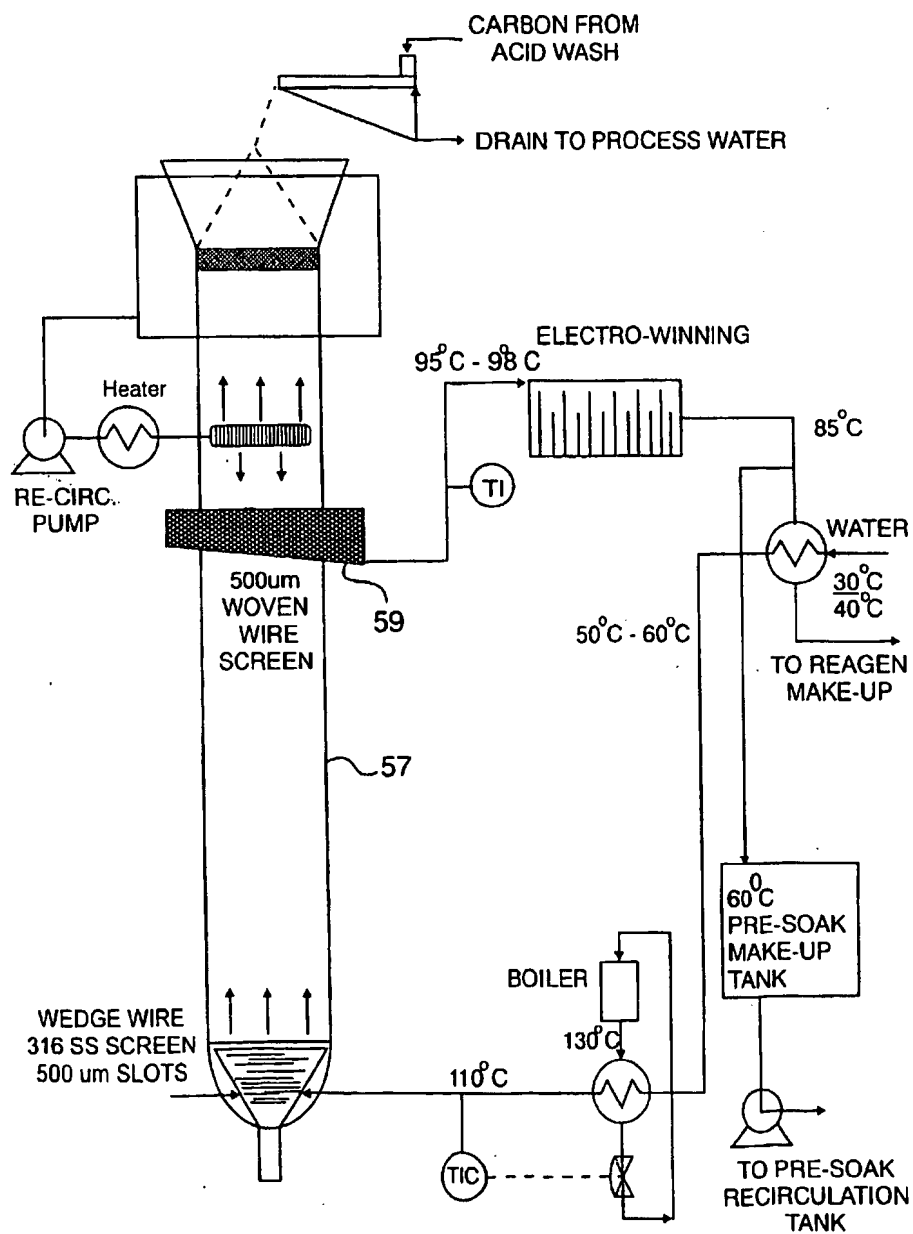 CARBON FROM
ACID WASH
DRAIN TO PROCESS WATER
ELECTRO-WINNING
95°C - 98°C
Heater
85°C
TI
RE-CIRC.
PUMP
WATER
30°C
40°C
500um
WOVEN
WIRE
SCREEN
59
50°C - 60°C
TO REAGEN
MAKE-UP
57
60°C
PRE-SOAK
MAKE-UP
TANK
BOILER
WEDGE WIRE
316 SS SCREEN
500 um SLOTS
130°C
110°C
TIC
TO PRE-SOAK
RECIRCULATION
TANK